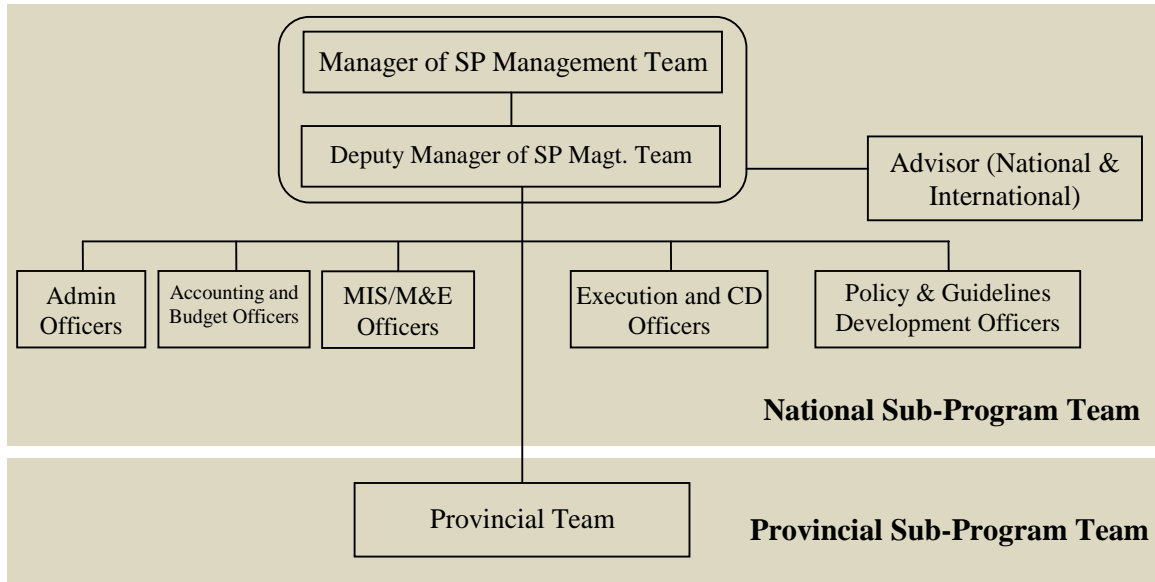 Manager of SP Management Team
Deputy Manager of SP Magt. Team
Advisor (National &
International)
Admin
Officers
Accounting and
Budget Officers
MIS/M&E
Officers
Execution and CD
Officers
Policy & Guidelines
Development Officers
National Sub-Program Team
Provincial Team
Provincial Sub-Program Team